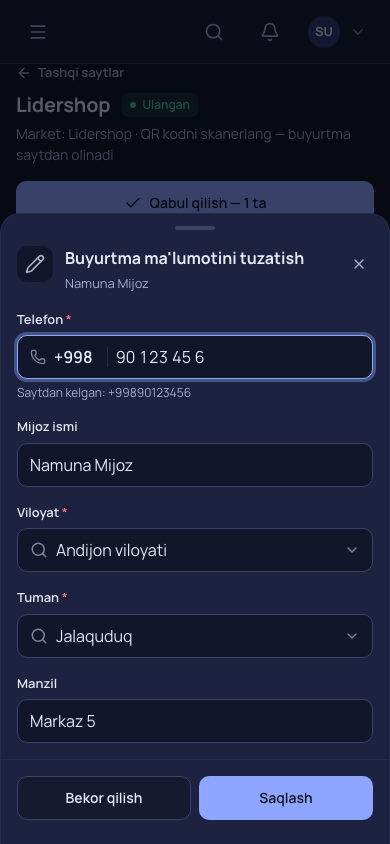 SU
Tashqi saytlar
Lidershop
Ulangan
Market: Lidershop · QR kodni skanerlang — buyurtma
saytdan olinadi
Qabul qilish — 1 ta
Buyurtma ma'lumotini tuzatish
Namuna Mijoz
Telefon *
+998 90 123 45 6
Saytdan kelgan: +99890123456
Mijoz ismi
Namuna Mijoz
Viloyat *
Andijon viloyati
Tuman *
Jalaquduq
Manzil
Markaz 5
Bekor qilish
Saqlash